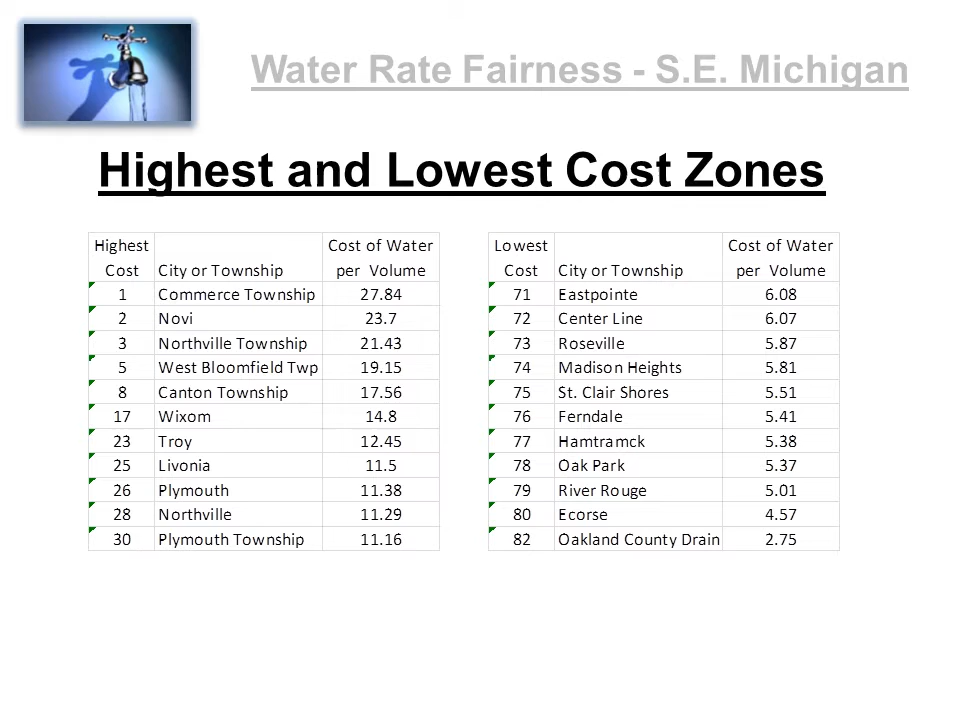 Water Rate Fairness - S.E. Michigan
Highest and Lowest Cost Zones
Highest Cost City or Township Cost of Water per Volume
1 Commerce Township 27.84
2 Novi 23.7
3 Northville Township 21.43
5 West Bloomfield Twp 19.15
8 Canton Township 17.56
17 Wixom 14.8
23 Troy 12.45
25 Livonia 11.5
26 Plymouth 11.38
28 Northville 11.29
30 Plymouth Township 11.16
Lowest Cost City or Township Cost of Water per Volume
71 Eastpointe 6.08
72 Center Line 6.07
73 Roseville 5.87
74 Madison Heights 5.81
75 St. Clair Shores 5.51
76 Ferndale 5.41
77 Hamtramck 5.38
78 Oak Park 5.37
79 River Rouge 5.01
80 Ecorse 4.57
82 Oakland County Drain 2.75